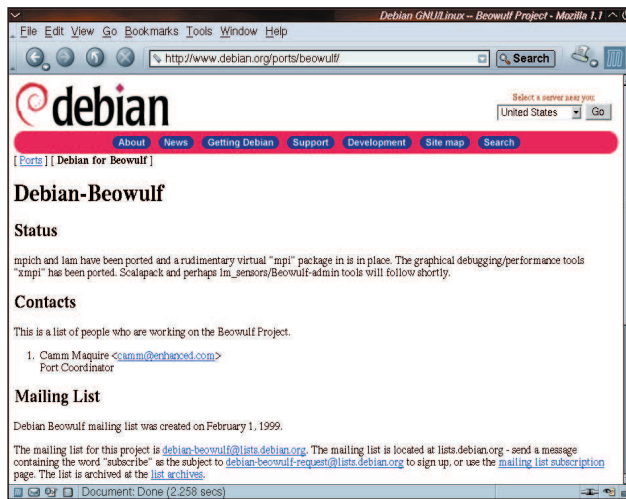 Debian GNU/Linux -- Beowulf Project - Mozilla 1.1
File Edit View Go Bookmarks Tools Window Help
http://www.debian.org/ports/beowulf/ Search
debian
Select a server near you
United States Go
About News Getting Debian Support Development Site map Search
[ Ports ] [ Debian for Beowulf ]
Debian-Beowulf
Status
mpich and lam have been ported and a rudimentary virtual "mpi" package in is in place. The graphical debugging/performance tools
"xmpi" has been ported. Scalapack and perhaps lm_sensors/Beowulf-admin tools will follow shortly.
Contacts
This is a list of people who are working on the Beowulf Project.
1. Camm Maquire <camm@enhanced.com>
Port Coordinator
Mailing List
Debian Beowulf mailing list was created on February 1, 1999.
The mailing list for this project is debian-beowulf@lists.debian.org. The mailing list is located at lists.debian.org - send a message
containing the word "subscribe" as the subject to debian-beowulf-request@lists.debian.org to sign up, or use the mailing list subscription
page. The list is archived at the list archives.
Document: Done (2.258 secs)